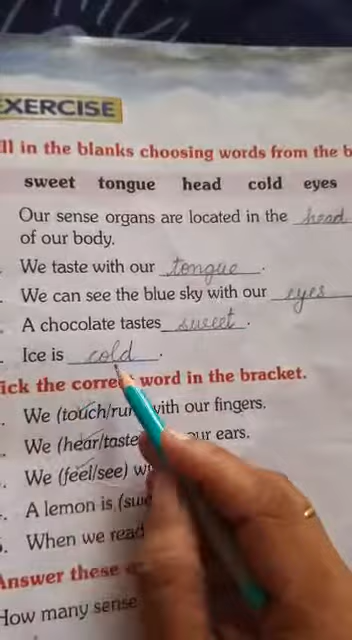 EXERCISE
ll in the blanks choosing words from the b
sweet tongue head cold eyes
Our sense organs are located in the head
of our body.
We taste with our tongue.
We can see the blue sky with our eyes
A chocolate tastes sweet.
Ice is cold.
ick the correct word in the bracket.
We (touch/run with our fingers.
We (hear/taste our ears.
We (feel/see)
A lemon is
When we read
Answer these
How many sense